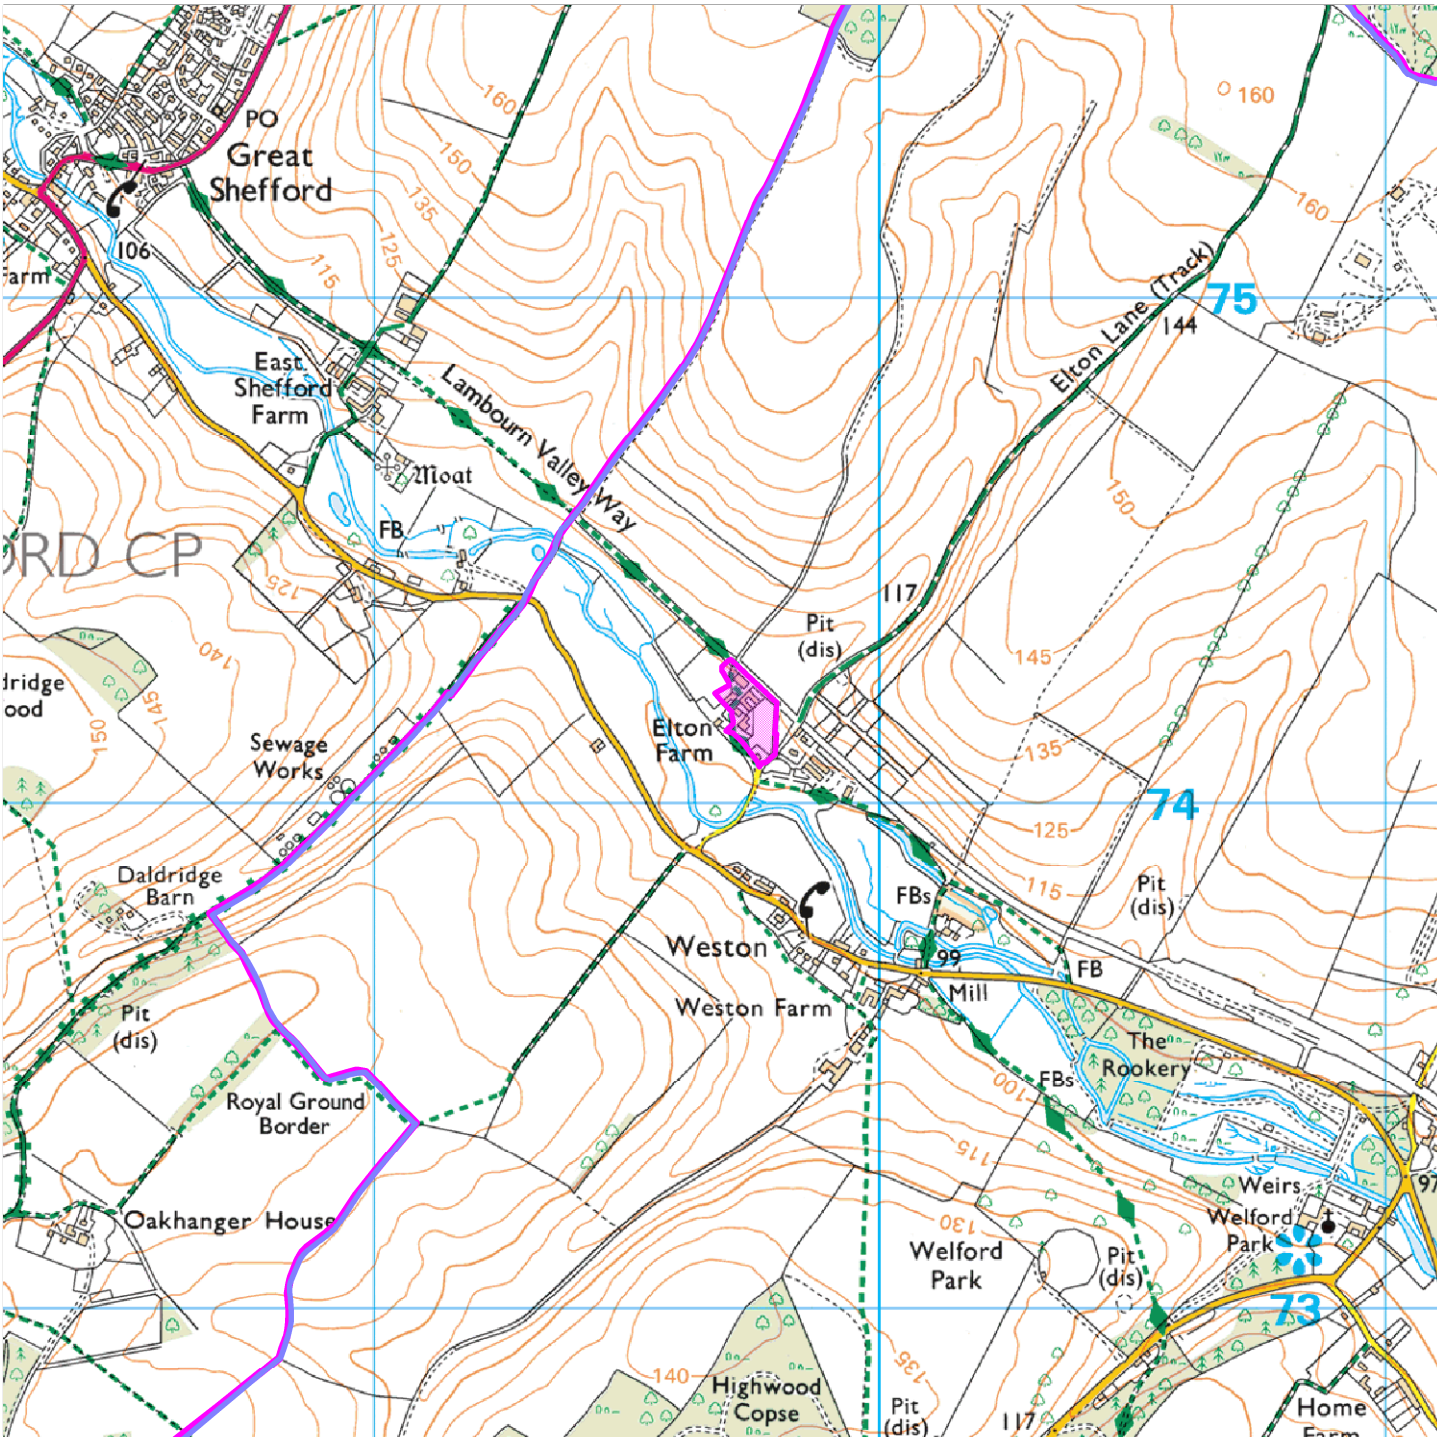 160
PO
160
Great
Shefford
150
135
160
125
106
115
arm
75
Elton Lane (Track)
144
East
Shefford
Farm
Lambourn Valley Way
Moat
150
FB
RD CP
125
117
Pit
(dis)
140
145
dridge
ood
145
150
Elton
Farm
135
Sewage
Works
74
125
Daldridge
Barn
115
Pit
(dis)
FBs
Weston
99
FB
Mill
Pit
(dis)
Weston Farm
The
Rookery
100
FBs
Royal Ground
Border
115
Weirs
97
Oakhanger House
130
Welford
Park
Welford
Park
Pit
(dis)
73
135
140
Highwood
Copse
Pit
(dis)
117
Home
Farm